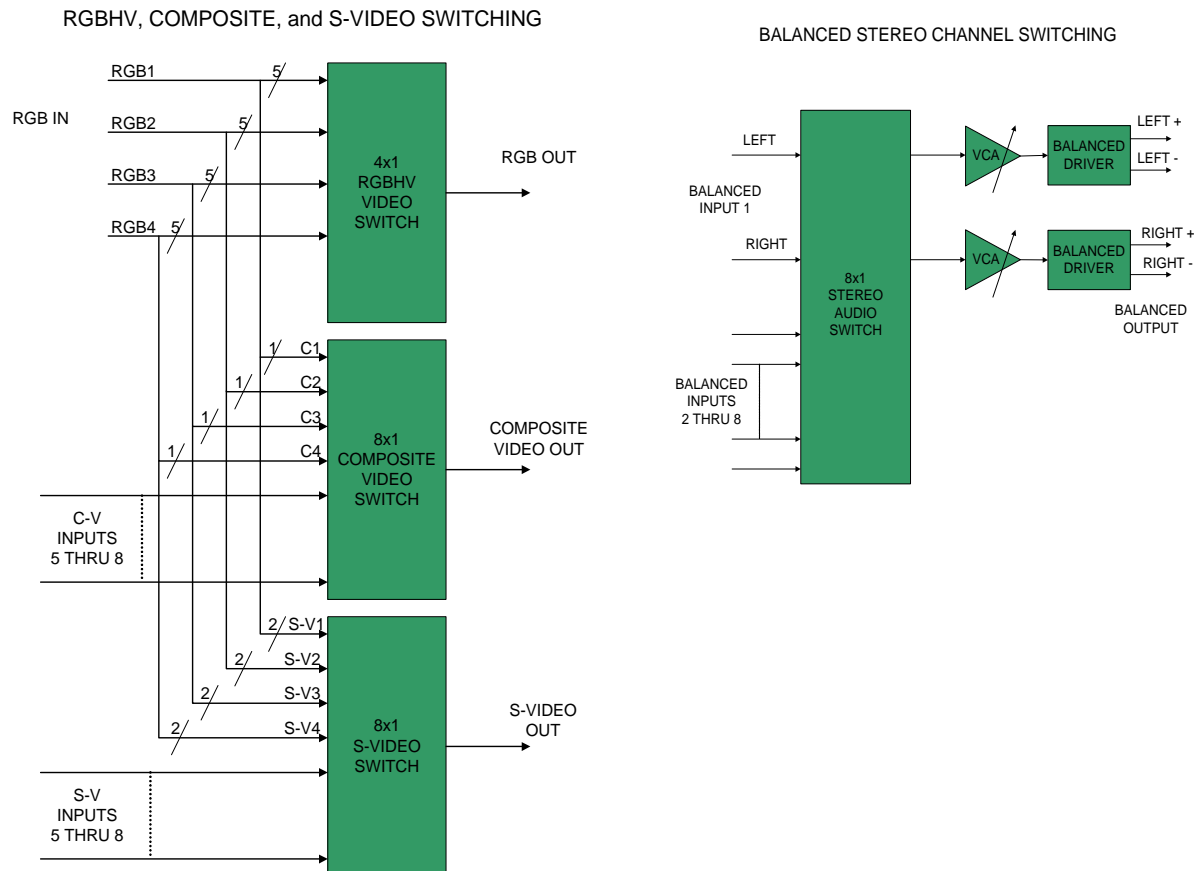 RGBHV, COMPOSITE, and S-VIDEO SWITCHING
RGB IN
RGB1
5
RGB2
5
RGB3
5
RGB4
5
4x1
RGBHV
VIDEO
SWITCH
RGB OUT
1
C1
1
C2
1
C3
1
C4
C-V
INPUTS
5 THRU 8
8x1
COMPOSITE
VIDEO
SWITCH
COMPOSITE
VIDEO OUT
2
S-V1
2
S-V2
2
S-V3
2
S-V4
S-V
INPUTS
5 THRU 8
8x1
S-VIDEO
SWITCH
S-VIDEO
OUT
BALANCED STEREO CHANNEL SWITCHING
LEFT
BALANCED
INPUT 1
RIGHT
BALANCED
INPUTS
2 THRU 8
8x1
STEREO
AUDIO
SWITCH
VCA
BALANCED
DRIVER
LEFT +
LEFT -
VCA
BALANCED
DRIVER
RIGHT +
RIGHT -
BALANCED
OUTPUT